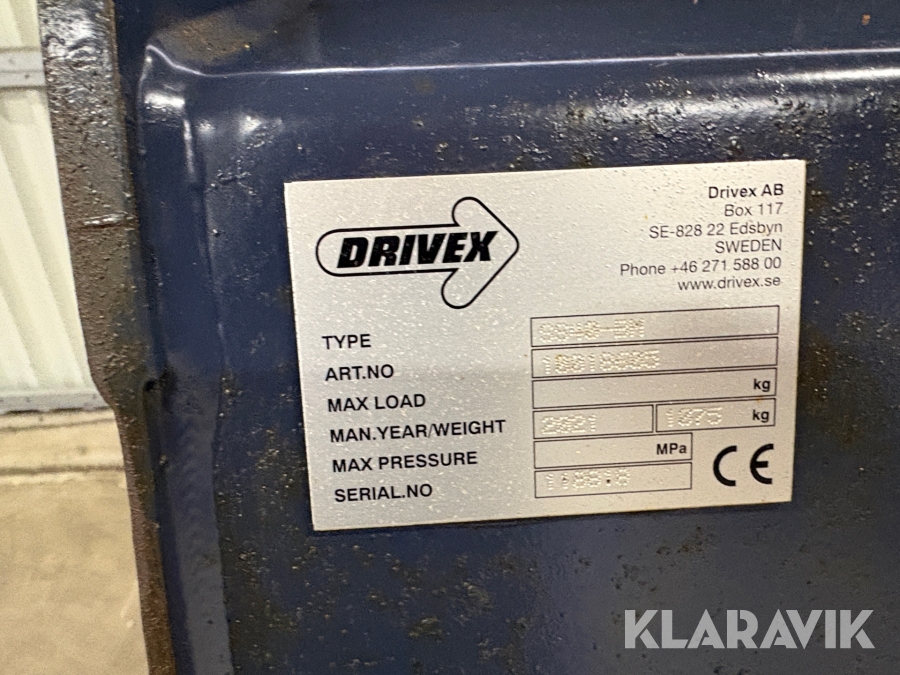 DRIVEX
Drivex AB
Box 117
SE-828 22 Edsbyn
SWEDEN
Phone +46 271 588 00
www.drivex.se
TYPE
ART.NO
MAX LOAD kg
MAN.YEAR/WEIGHT 2021 1075 kg
MAX PRESSURE MPa
SERIAL.NO
CE
KLARAVIK